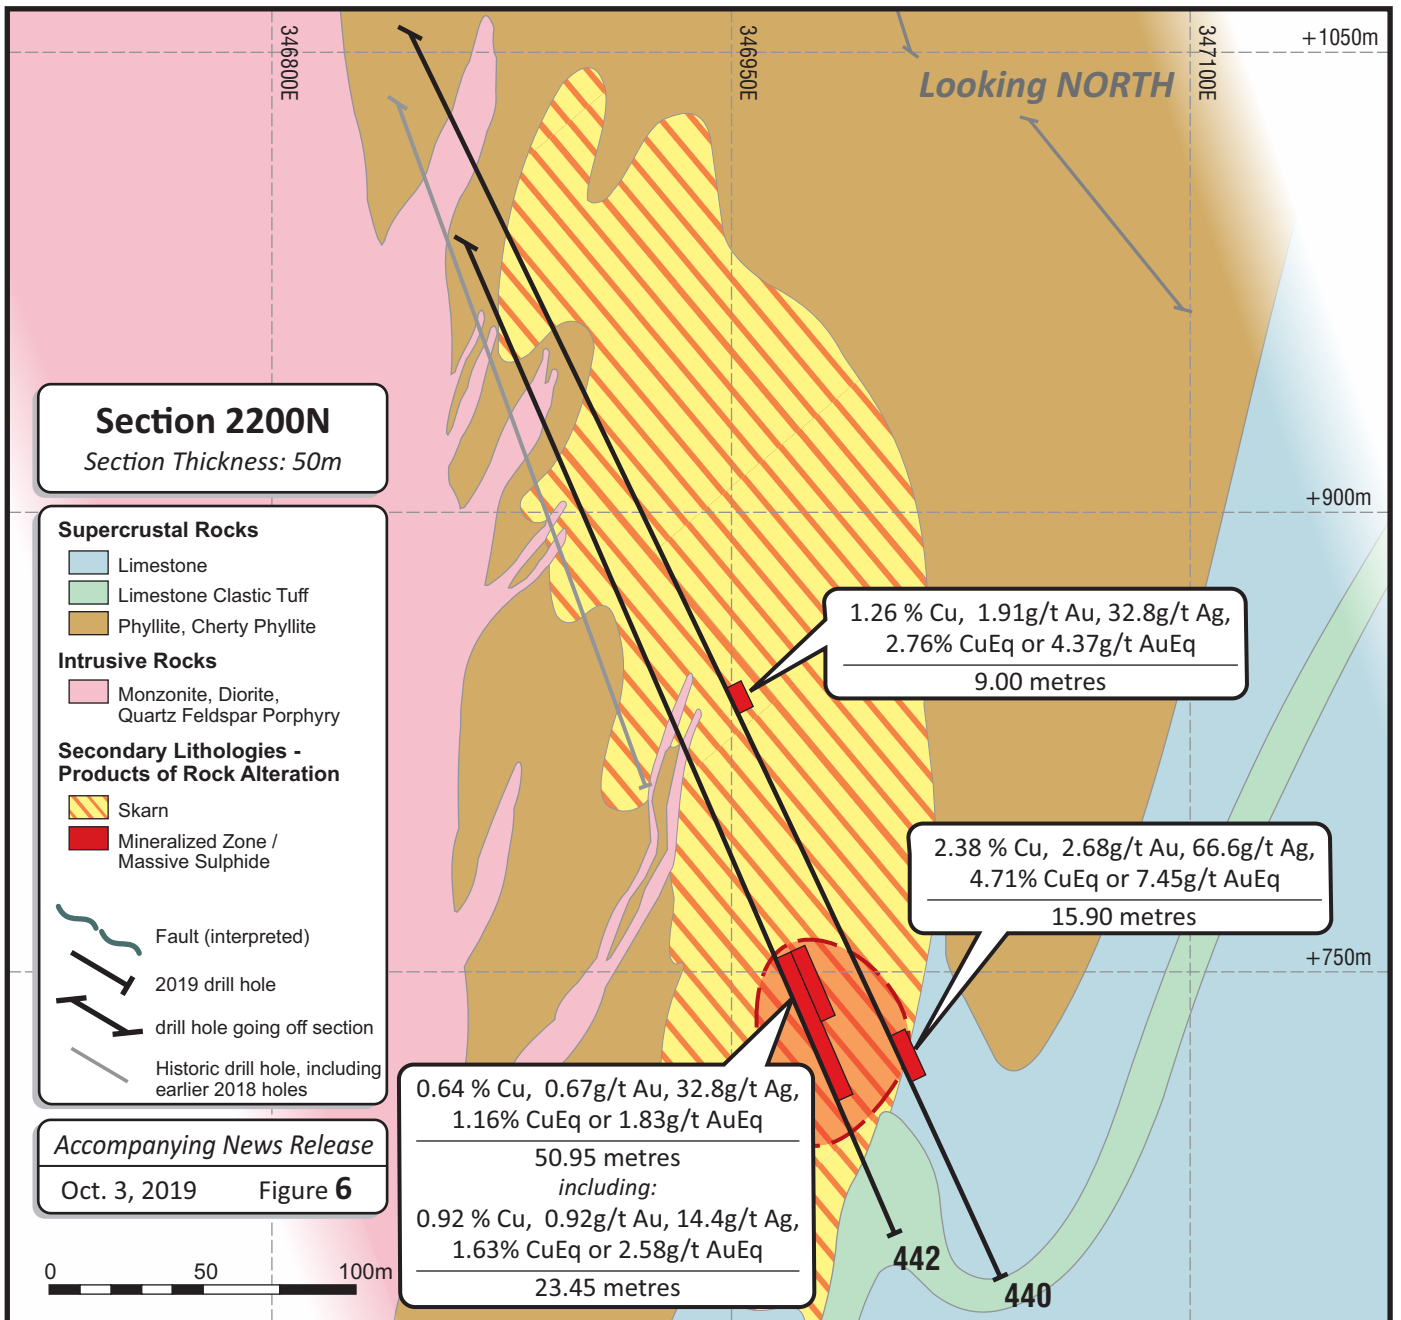 346800E
346950E
347100E
+1050m
Looking NORTH
+900m
+750m
Section 2200N
Section Thickness: 50m
Supercrustal Rocks
Limestone
Limestone Clastic Tuff
Phyllite, Cherty Phyllite
Intrusive Rocks
Monzonite, Diorite,
Quartz Feldspar Porphyry
Secondary Lithologies -
Products of Rock Alteration
Skarn
Mineralized Zone /
Massive Sulphide
Fault (interpreted)
2019 drill hole
drill hole going off section
Historic drill hole, including
earlier 2018 holes
Accompanying News Release
Oct. 3, 2019 Figure 6
0 50 100m
1.26 % Cu, 1.91g/t Au, 32.8g/t Ag,
2.76% CuEq or 4.37g/t AuEq
9.00 metres
2.38 % Cu, 2.68g/t Au, 66.6g/t Ag,
4.71% CuEq or 7.45g/t AuEq
15.90 metres
0.64 % Cu, 0.67g/t Au, 32.8g/t Ag,
1.16% CuEq or 1.83g/t AuEq
50.95 metres
including:
0.92 % Cu, 0.92g/t Au, 14.4g/t Ag,
1.63% CuEq or 2.58g/t AuEq
23.45 metres
442
440